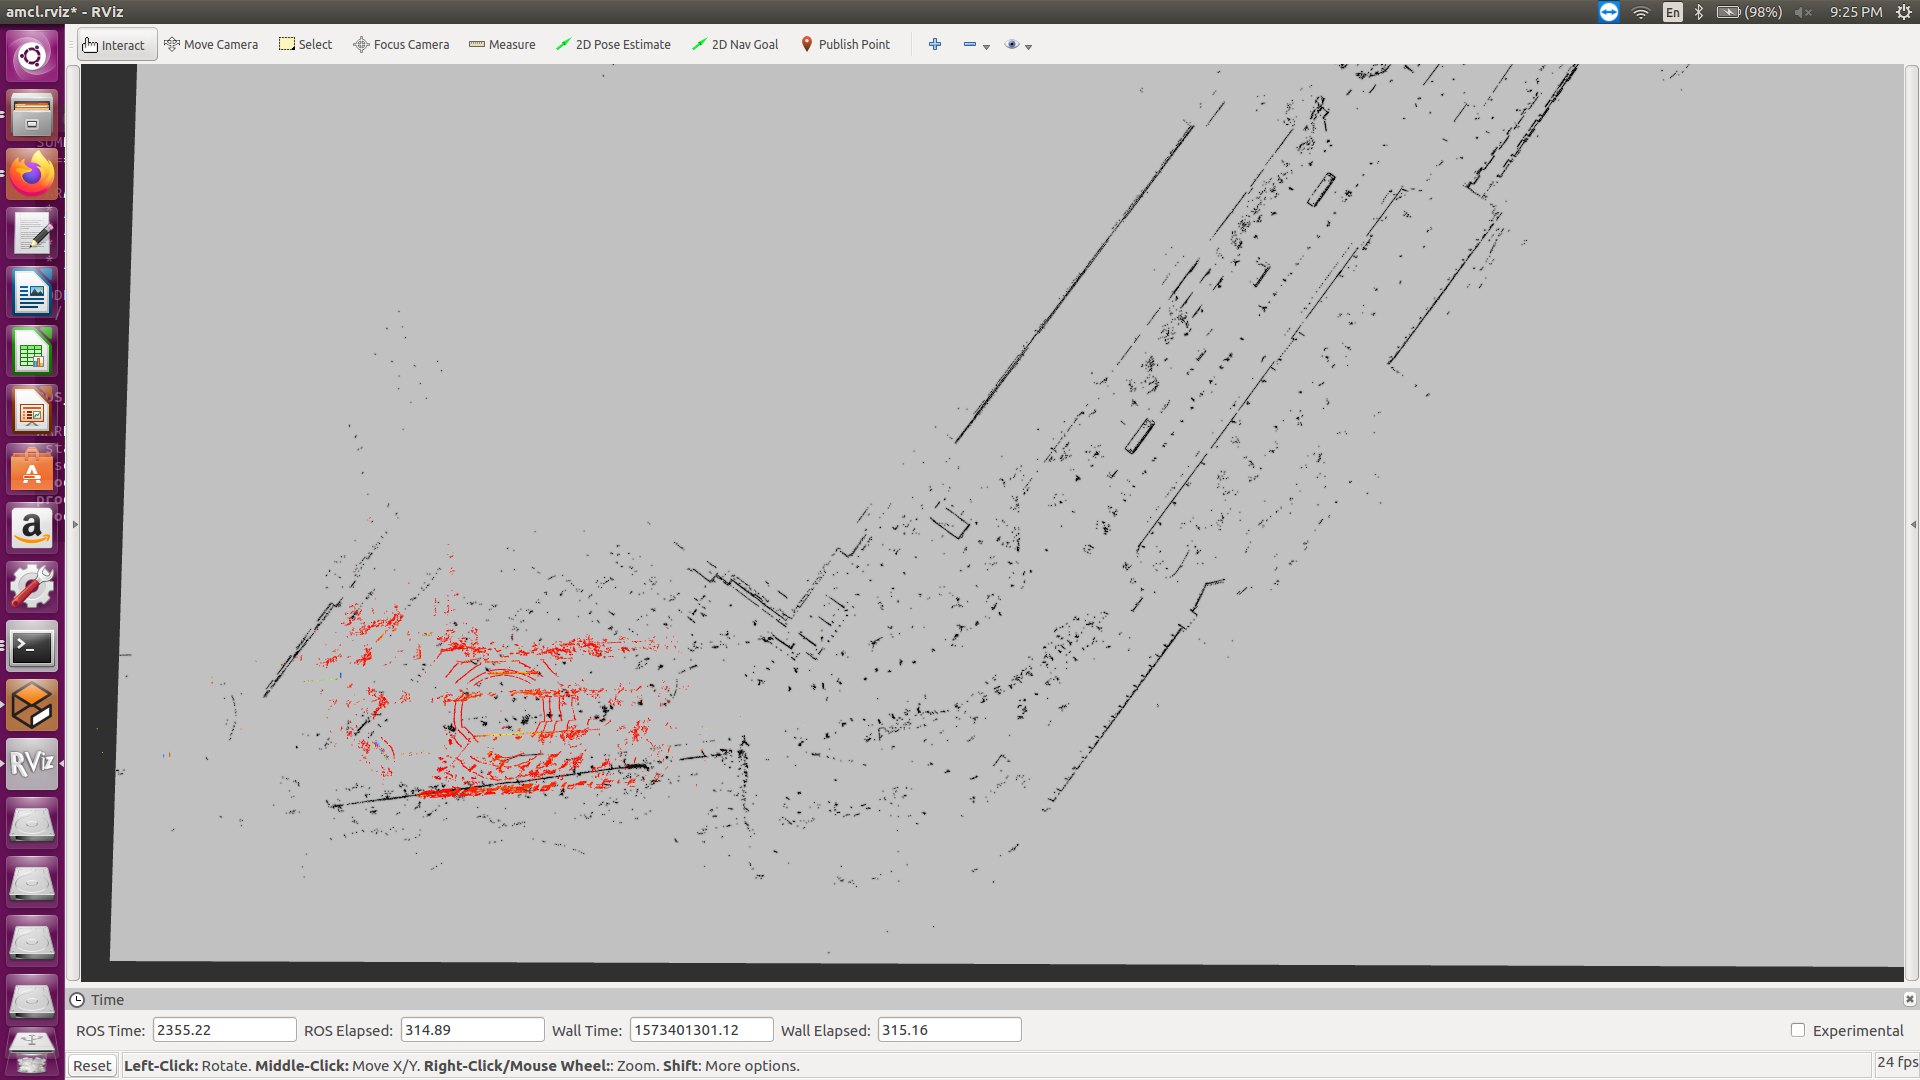 amcl.rviz* - RViz
En
(98%)
9:25 PM
Interact
Move Camera
Select
Focus Camera
Measure
2D Pose Estimate
2D Nav Goal
Publish Point
RViz
Time
ROS Time: 2355.22
ROS Elapsed: 314.89
Wall Time: 1573401301.12
Wall Elapsed: 315.16
Experimental
Reset
Left-Click: Rotate. Middle-Click: Move X/Y. Right-Click/Mouse Wheel:: Zoom. Shift: More options.
24 fps